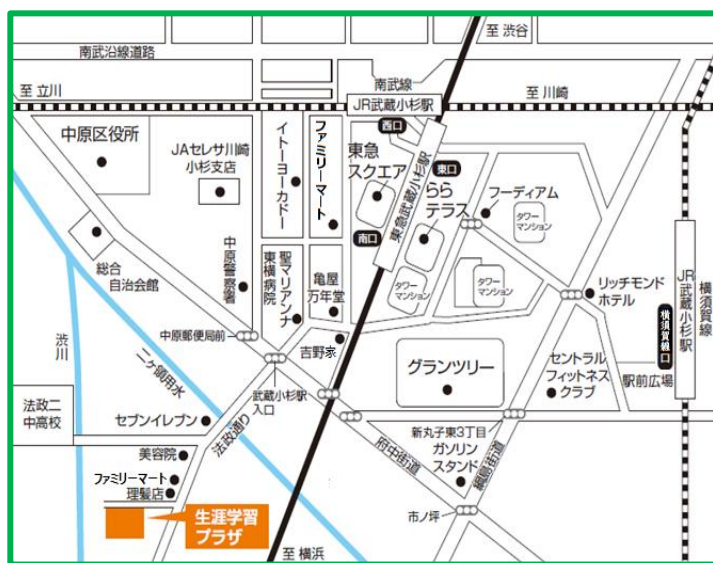 至 渋谷
南武沿線道路
南武線
至 立川
JR武蔵小杉駅
至 川崎
中原区役所
JAセレサ川崎
小杉支店
イトーヨーカドー
ファミリーマート
西口
東急
スクエア
東急武蔵小杉駅
東口
らら
テラス
フーディアム
タワー
マンション
南口
総合
自治会館
中原警察署
聖マリアンナ
東横病院
亀屋
万年堂
タワー
マンション
タワー
マンション
リッチモンド
ホテル
JR武蔵小杉駅
横須賀線
横須賀線口
駅前広場
渋川
二ヶ領用水
中原郵便局前
吉野家
グランツリー
セントラル
フィットネス
クラブ
法政二
中高校
セブンイレブン
法政通り
武蔵小杉駅
入口
新丸子東3丁目
ガソリン
スタンド
綱島街道
府中街道
美容院
ファミリーマート
理髪店
生涯学習
プラザ
市ノ坪
至 横浜